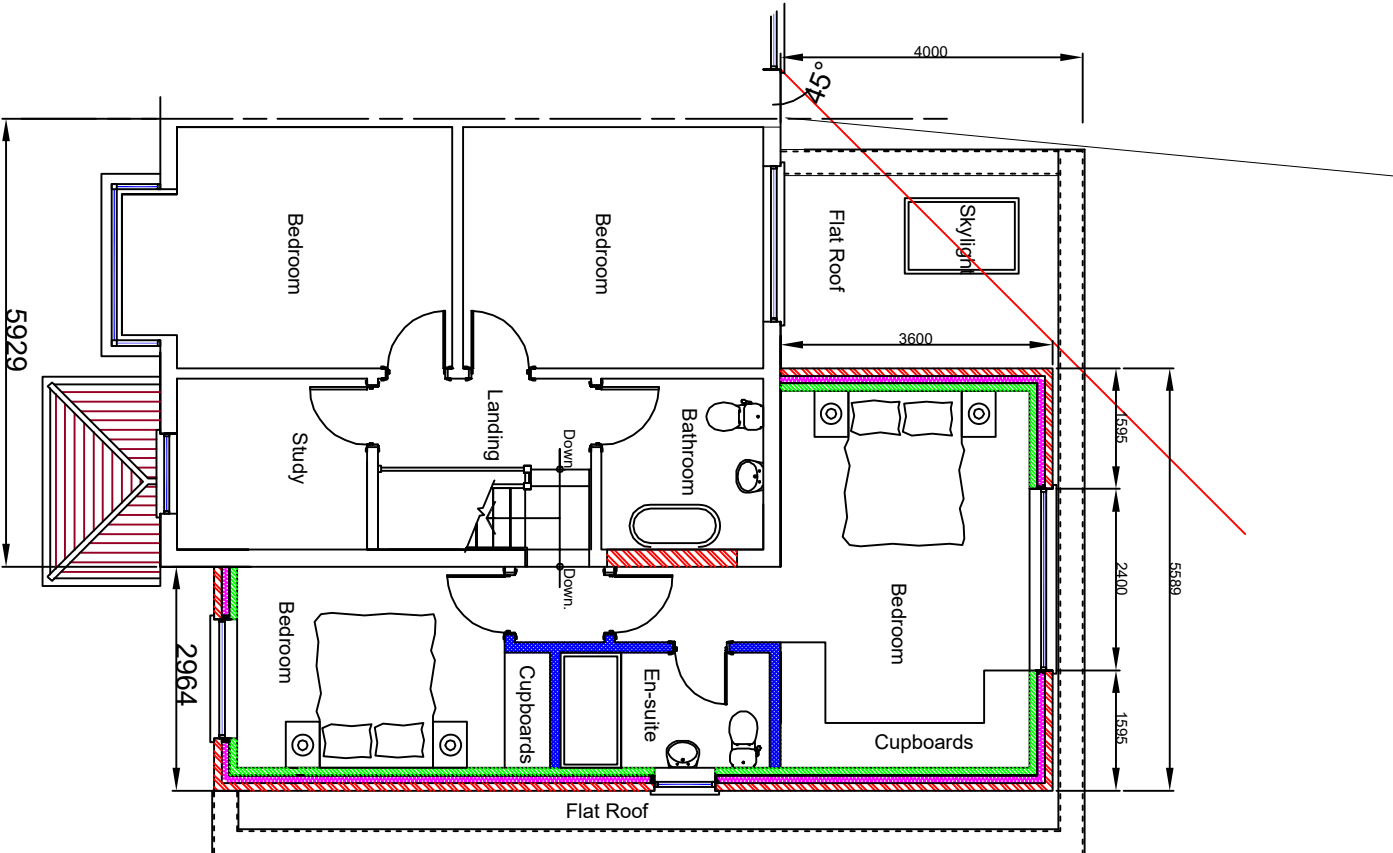 4000
45°
Bedroom
Bedroom
Flat Roof
Skylight
3600
5929
Study
Landing
Down
Bathroom
1595
2400
5589
1595
Down.
Bedroom
2964
Cupboards
En-suite
Bedroom
Cupboards
Flat Roof